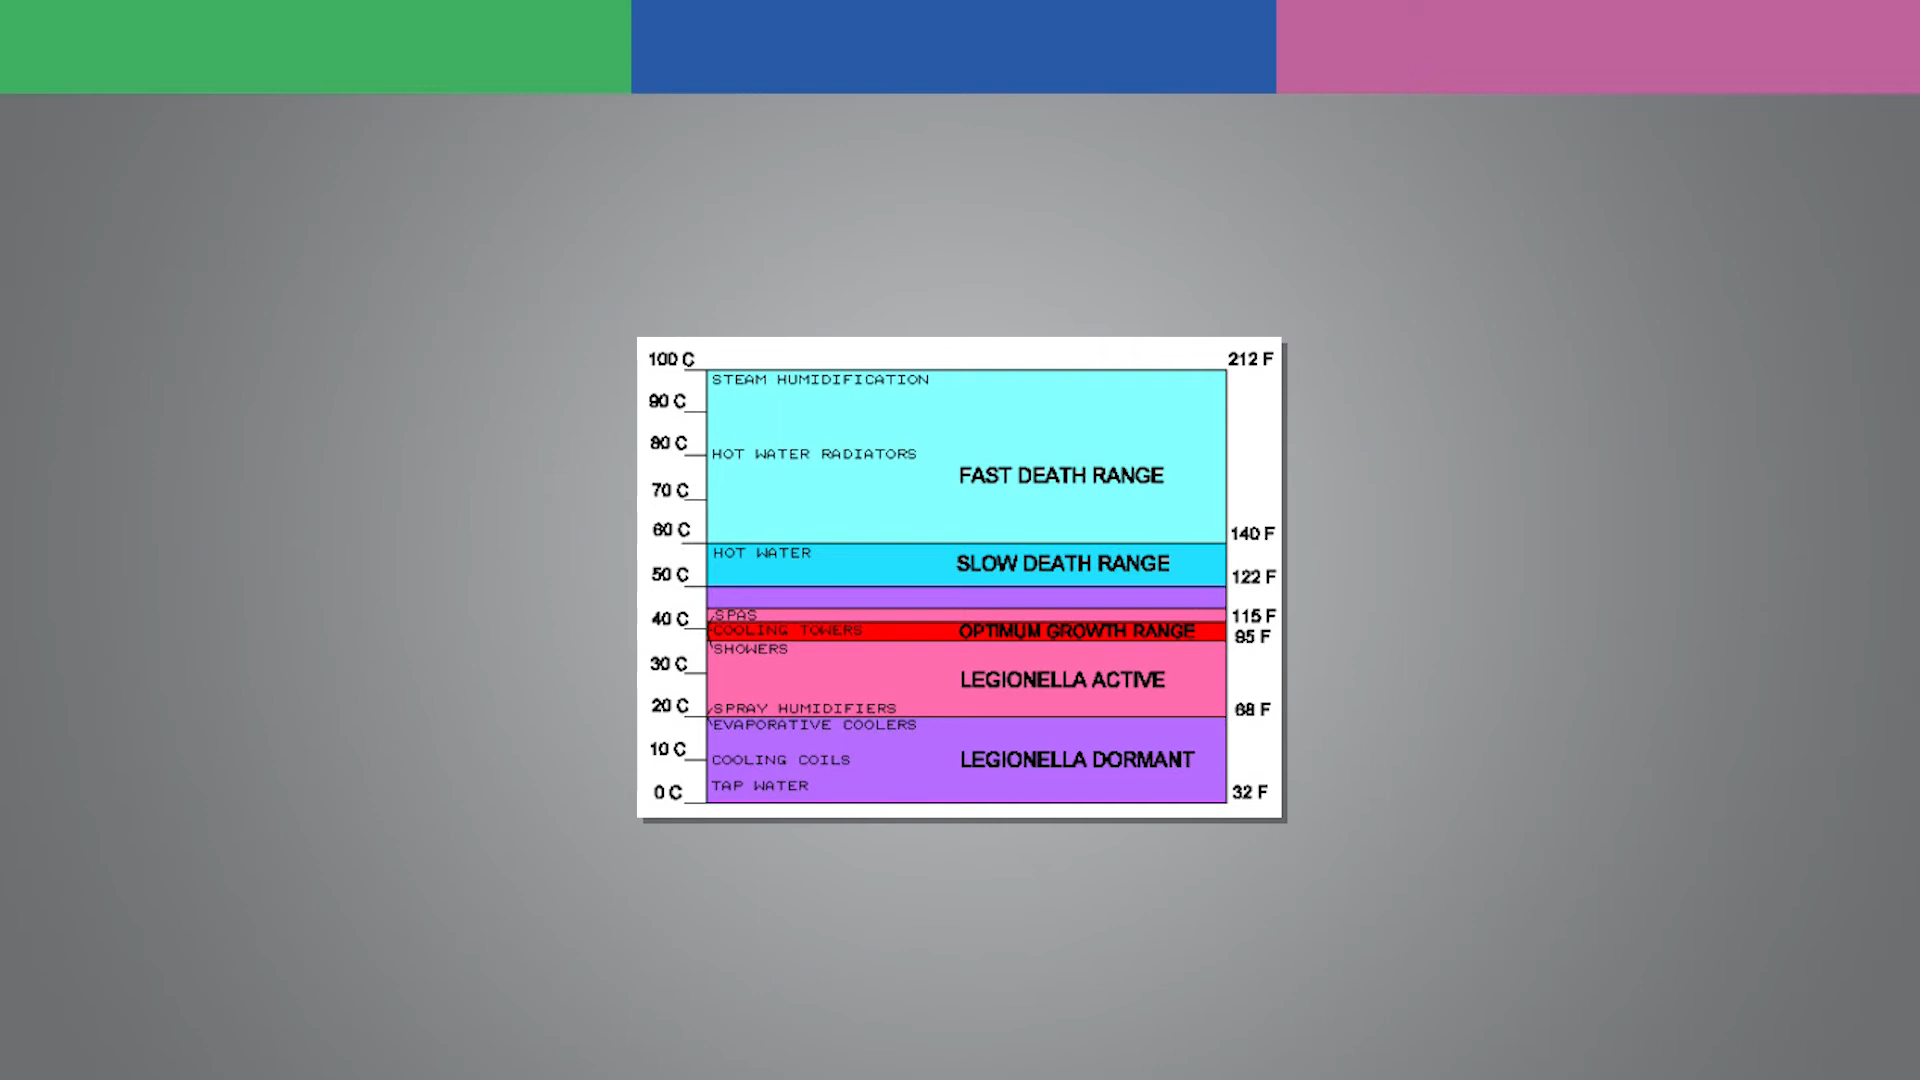 100 C 212 F
STEAM HUMIDIFICATION
90 C
80 C
HOT WATER RADIATORS
FAST DEATH RANGE
70 C
60 C 140 F
HOT WATER SLOW DEATH RANGE
50 C 122 F
SPAS 115 F
40 C
COOLING TOWERS OPTIMUM GROWTH RANGE 95 F
SHOWERS
30 C
LEGIONELLA ACTIVE
20 C SPRAY HUMIDIFIERS 68 F
EVAPORATIVE COOLERS
10 C
COOLING COILS LEGIONELLA DORMANT
TAP WATER
0 C 32 F